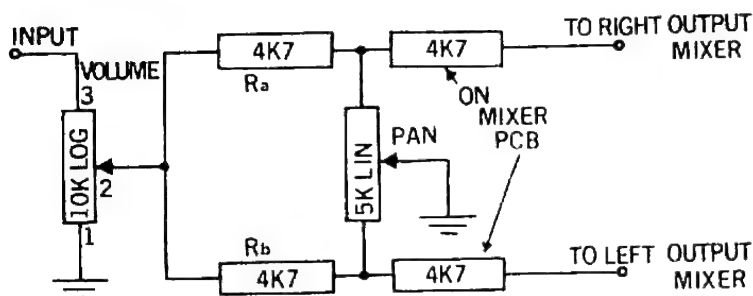 INPUT
VOLUME
3
10K LOG
2
1
4K7
Ra
4K7
TO RIGHT OUTPUT
MIXER
ON
MIXER
PCB
5K LIN
PAN
Rb
4K7
4K7
TO LEFT OUTPUT
MIXER